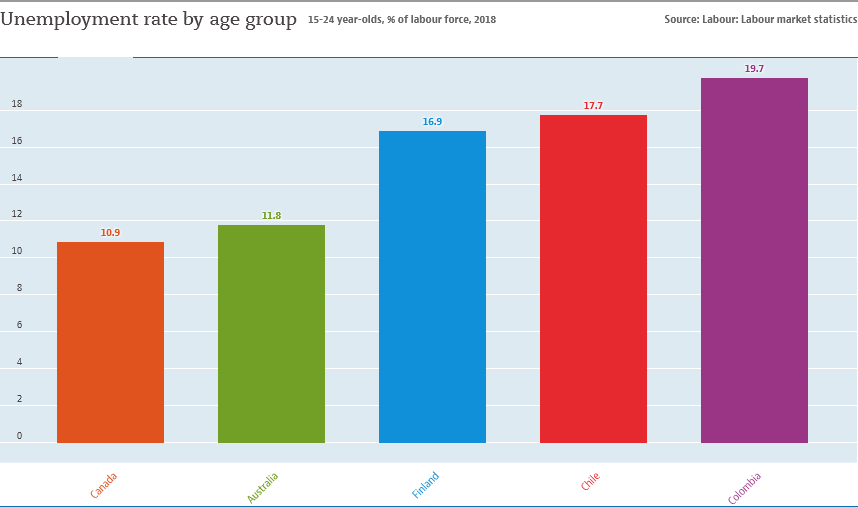 Unemployment rate by age group 15-24 year-olds, % of labour force, 2018 Source: Labour: Labour market statistics
19.7
18
17.7
16.9
16
14
12
11.8
10.9
10
8
6
4
2
0
Canada
Australia
Finland
Chile
Colombia